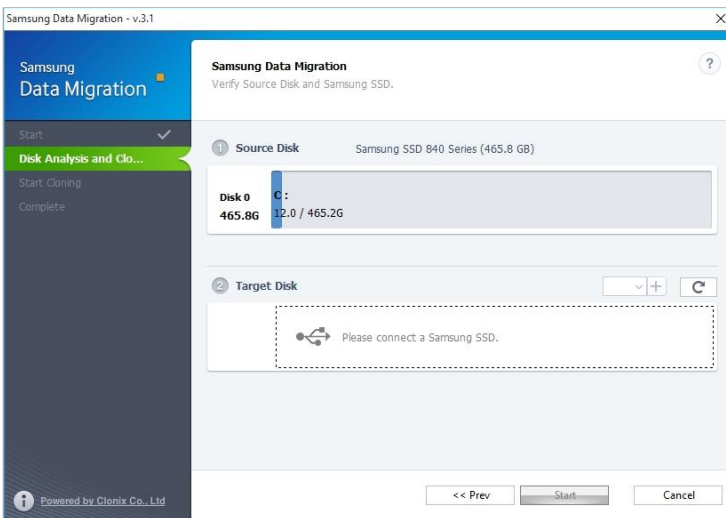 Samsung Data Migration - v.3.1
Samsung
Data Migration
Start
Disk Analysis and Clo...
Start Cloning
Complete
Powered by Clonix Co., Ltd
Samsung Data Migration
Verify Source Disk and Samsung SSD.
?
1 Source Disk Samsung SSD 840 Series (465.8 GB)
Disk 0
465.8G
C :
12.0 / 465.2G
2 Target Disk
Please connect a Samsung SSD.
<< Prev Start Cancel